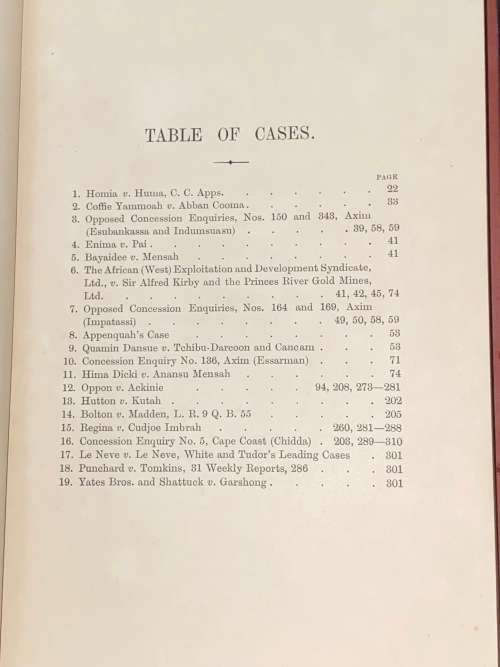 TABLE OF CASES.
PAGE
1. Homia v. Huma, C. C. Apps. . . . . . . 22
2. Coffie Yammoah v. Abban Cooma . . . . . . 33
3. Opposed Concession Enquiries, Nos. 150 and 343, Axim
(Esubankassa and Indumsuasn) . . . . . 39, 58, 59
4. Enima v. Pai . . . . . . . . . . 41
5. Bayaidee v. Mensah . . . . . . . . 41
6. The African (West) Exploitation and Development Syndicate,
Ltd., v. Sir Alfred Kirby and the Princes River Gold Mines,
Ltd. . . . . . . . . . 41, 42, 45, 74
7. Opposed Concession Enquiries, Nos. 164 and 169, Axim
(Impatassi) . . . . . . . 49, 50, 58, 59
8. Appenquah's Case . . . . . . . . 53
9. Quamin Dansue v. Tchibu-Darcoon and Cancam . . . 53
10. Concession Enquiry No. 136, Axim (Essarman) . . . 71
11. Hima Dicki v. Anansu Mensah . . . . . . 74
12. Oppon v. Ackinie . . . . . 94, 208, 273—281
13. Hutton v. Kutah . . . . . . . . . 202
14. Bolton v. Madden, L. R. 9 Q. B. 55 . . . . . 205
15. Regina v. Cudjoe Imbrah . . . . . 260, 281—288
16. Concession Enquiry No. 5, Cape Coast (Chidda) . 203, 289—310
17. Le Neve v. Le Neve, White and Tudor's Leading Cases . 301
18. Punchard v. Tomkins, 31 Weekly Reports, 286 . . . 301
19. Yates Bros. and Shattuck v. Garshong . . . . . 301